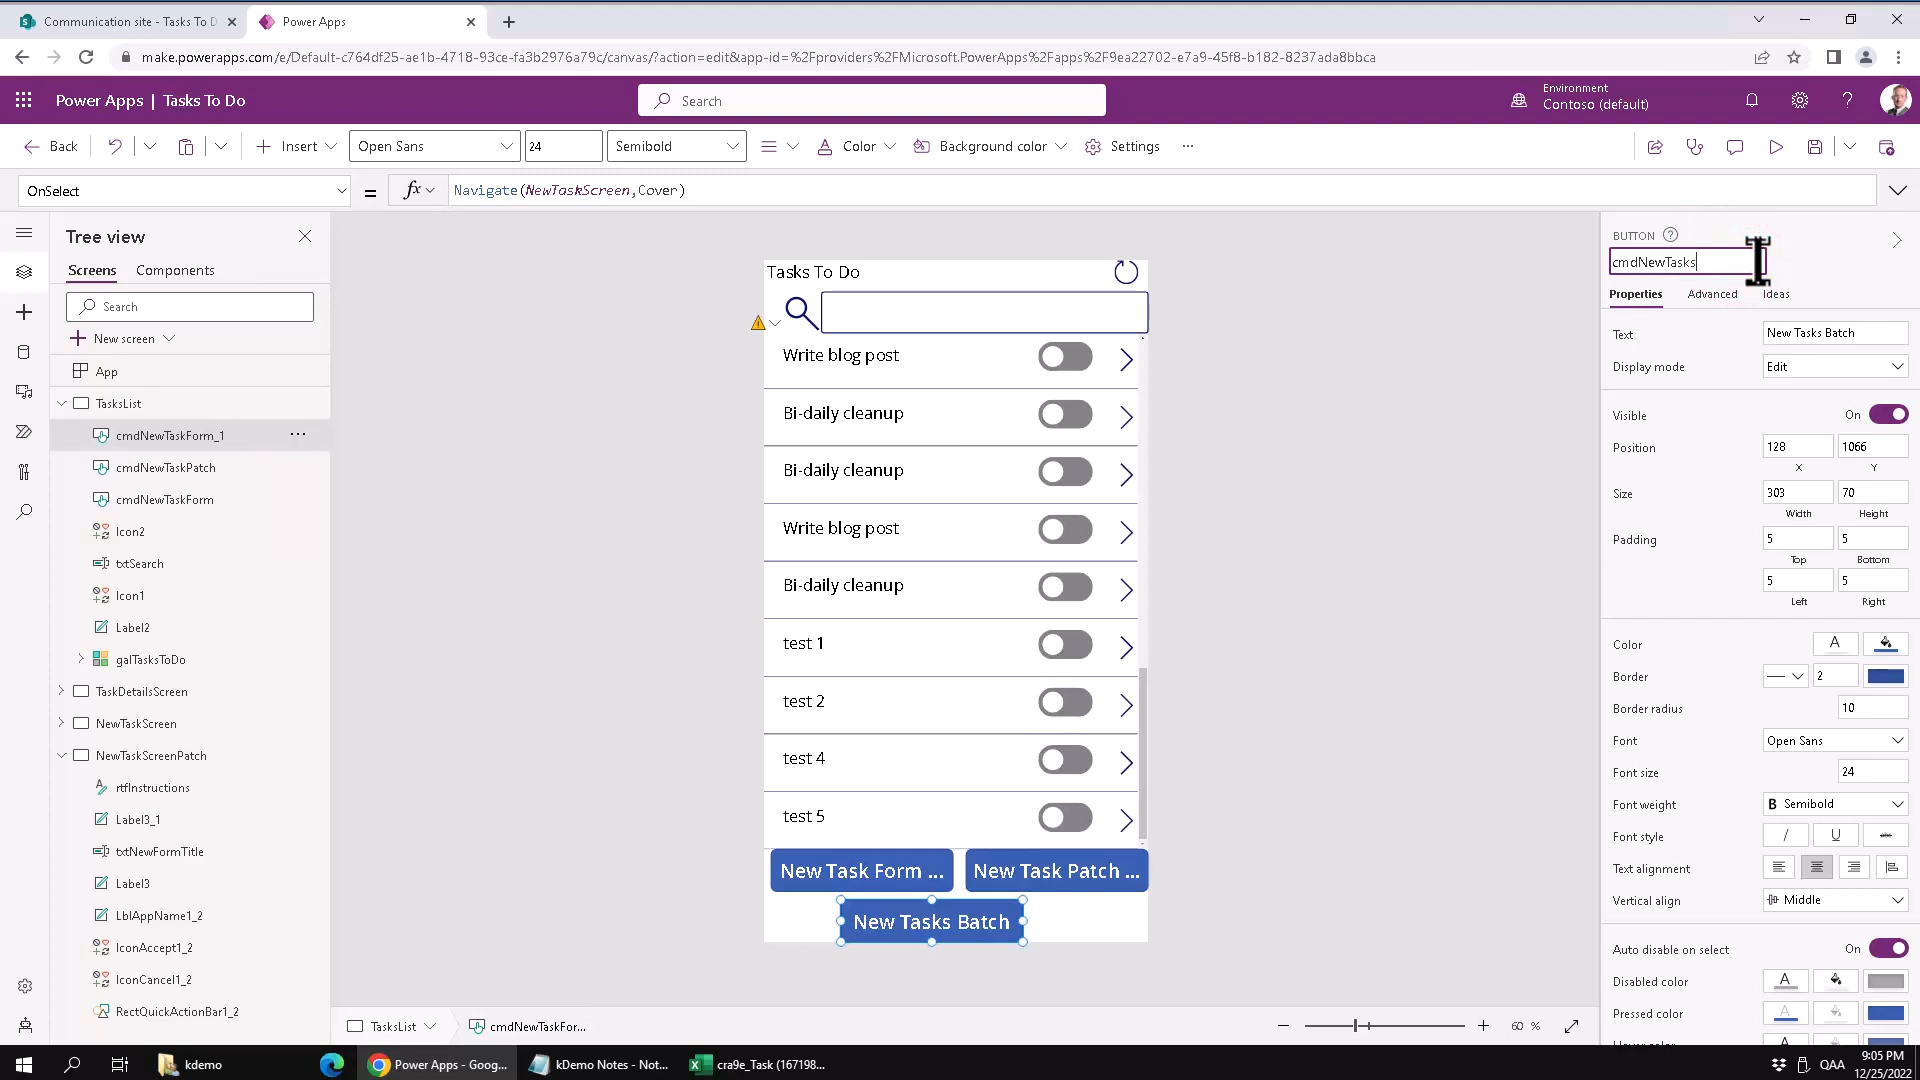 Communication site - Tasks To D
Power Apps
make.powerapps.com/e/Default-c764df25-ae1b-4718-93ce-fa3b2976a79c/canvas/?action=edit&app-id=%2Fproviders%2FMicrosoft.PowerApps%2Fapps%2F9ea22702-e7a9-45f8-b182-8237ada8bbca
Power Apps | Tasks To Do
Search
Environment
Contoso (default)
Back
Insert
Open Sans
24
Semibold
Color
Background color
Settings
OnSelect
=
fx
Navigate(NewTaskScreen,Cover)
Tree view
Screens
Components
Search
New screen
App
TasksList
cmdNewTaskForm_1
cmdNewTaskPatch
cmdNewTaskForm
Icon2
txtSearch
Icon1
Label2
galTasksToDo
TaskDetailsScreen
NewTaskScreen
NewTaskScreenPatch
rtfInstructions
Label3_1
txtNewFormTitle
Label3
LblAppName1_2
IconAccept1_2
IconCancel1_2
RectQuickActionBar1_2
Tasks To Do
Write blog post
Bi-daily cleanup
Bi-daily cleanup
Write blog post
Bi-daily cleanup
test 1
test 2
test 4
test 5
New Task Form ...
New Task Patch ...
New Tasks Batch
TasksList
cmdNewTaskFor...
60 %
BUTTON
cmdNewTasks
Properties
Advanced
Ideas
Text
New Tasks Batch
Display mode
Edit
Visible
On
Position
128
1066
X
Y
Size
303
70
Width
Height
Padding
5
5
Top
Bottom
5
5
Left
Right
Color
Border
2
Border radius
10
Font
Open Sans
Font size
24
Font weight
B Semibold
Font style
Text alignment
Vertical align
Middle
Auto disable on select
On
Disabled color
Pressed color
kdemo
Power Apps - Goog...
kDemo Notes - Not...
cra9e_Task (167198...
QAA
9:05 PM
12/25/2022